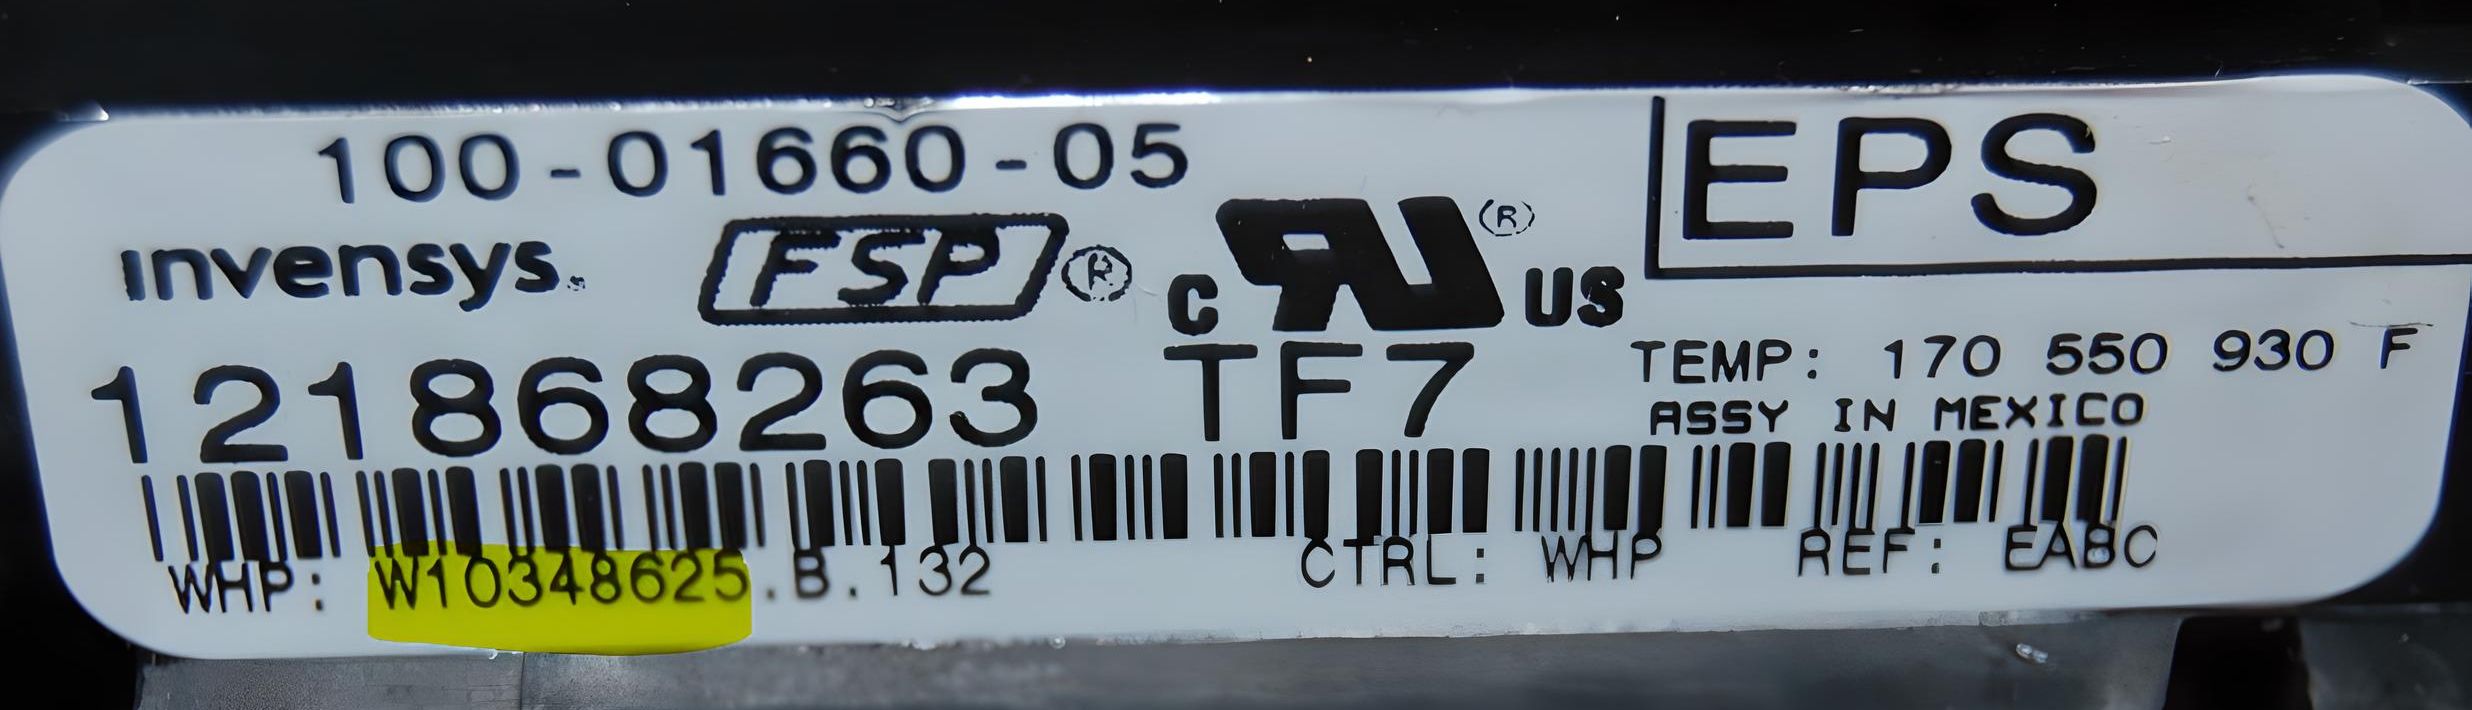 100-01660-05
EPS
invensys.
FSP ®
c RU ® US
121868263 TF7
TEMP: 170 550 930 F
ASSY IN MEXICO
WHP: W10348625.B.132 CTRL: WHP REF: EABC